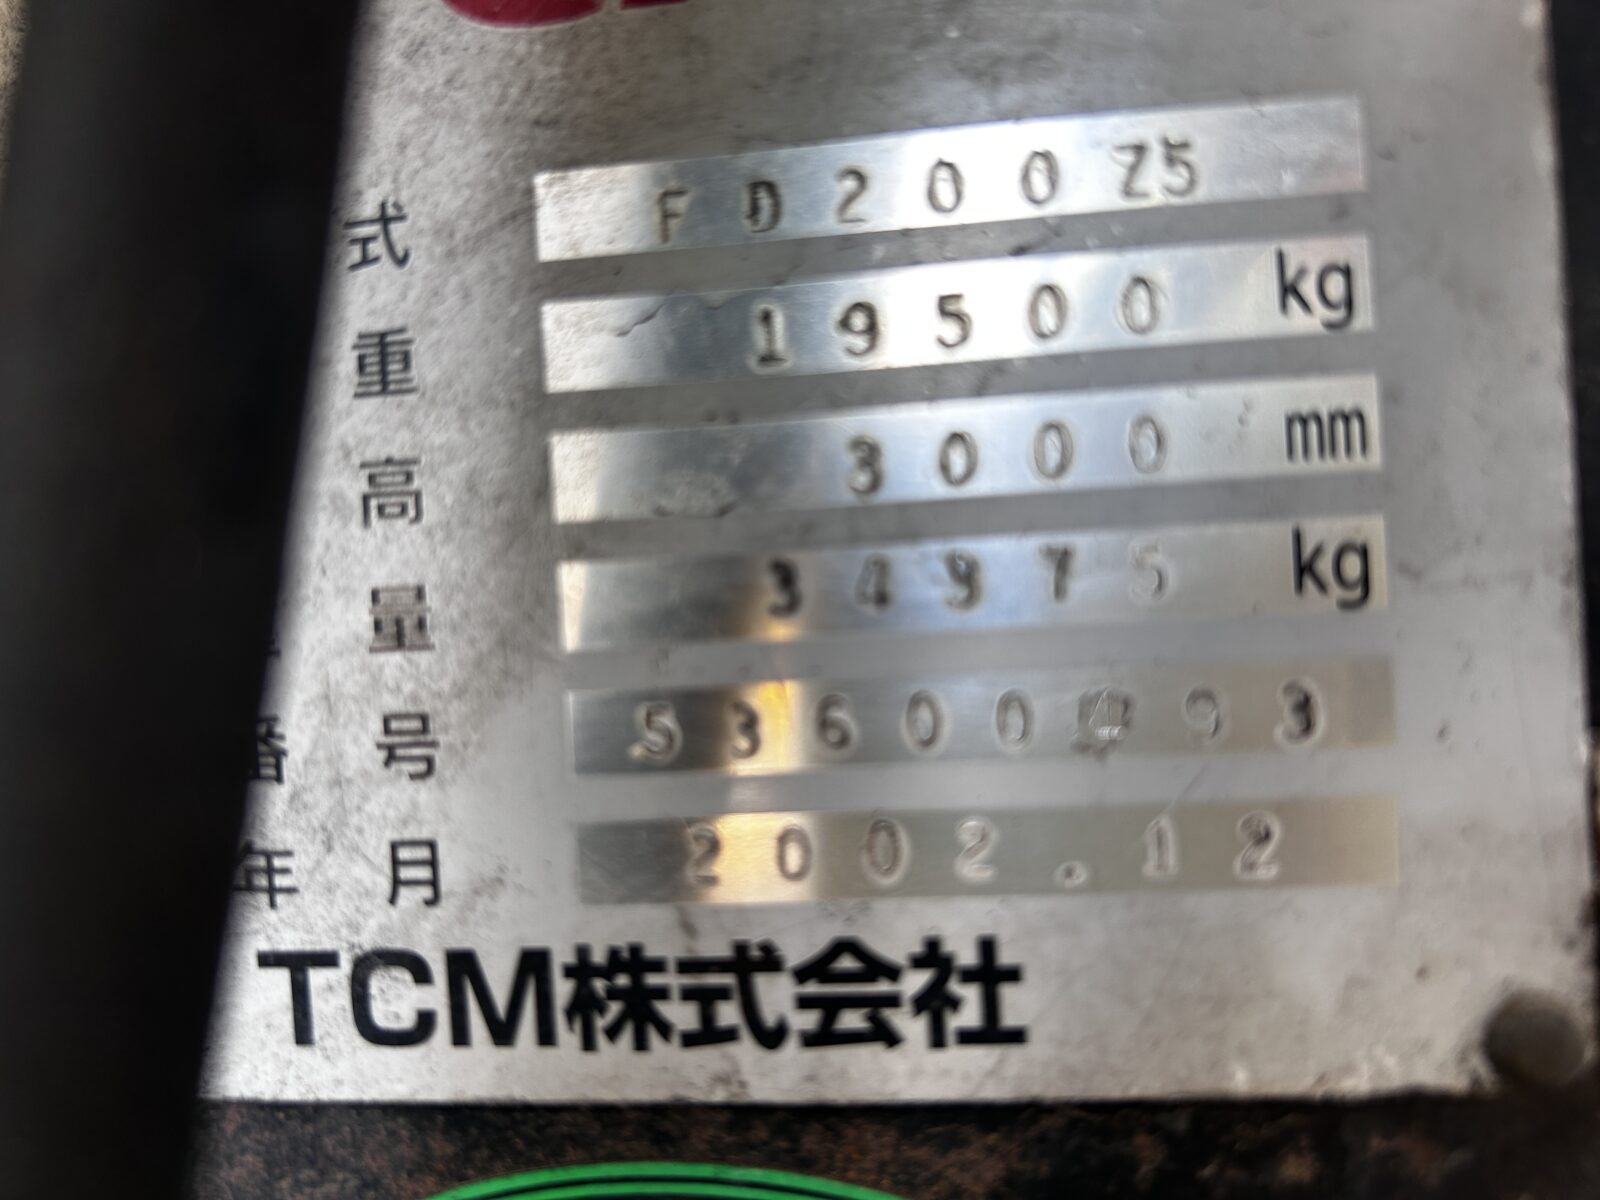 式 FD200Z5
重 19500 kg
高 3000 mm
量 34975 kg
番 号
年 月 2002.12
TCM株式会社